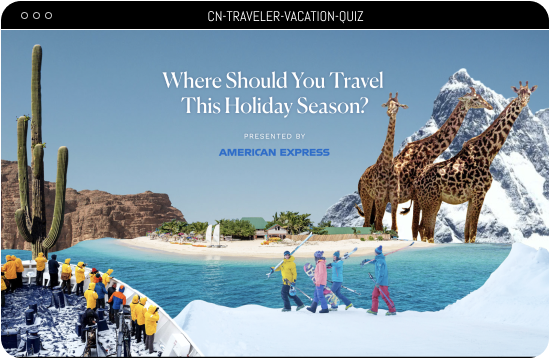 CN-TRAVELER-VACATION-QUIZ
Where Should You Travel
This Holiday Season?
PRESENTED BY
AMERICAN EXPRESS